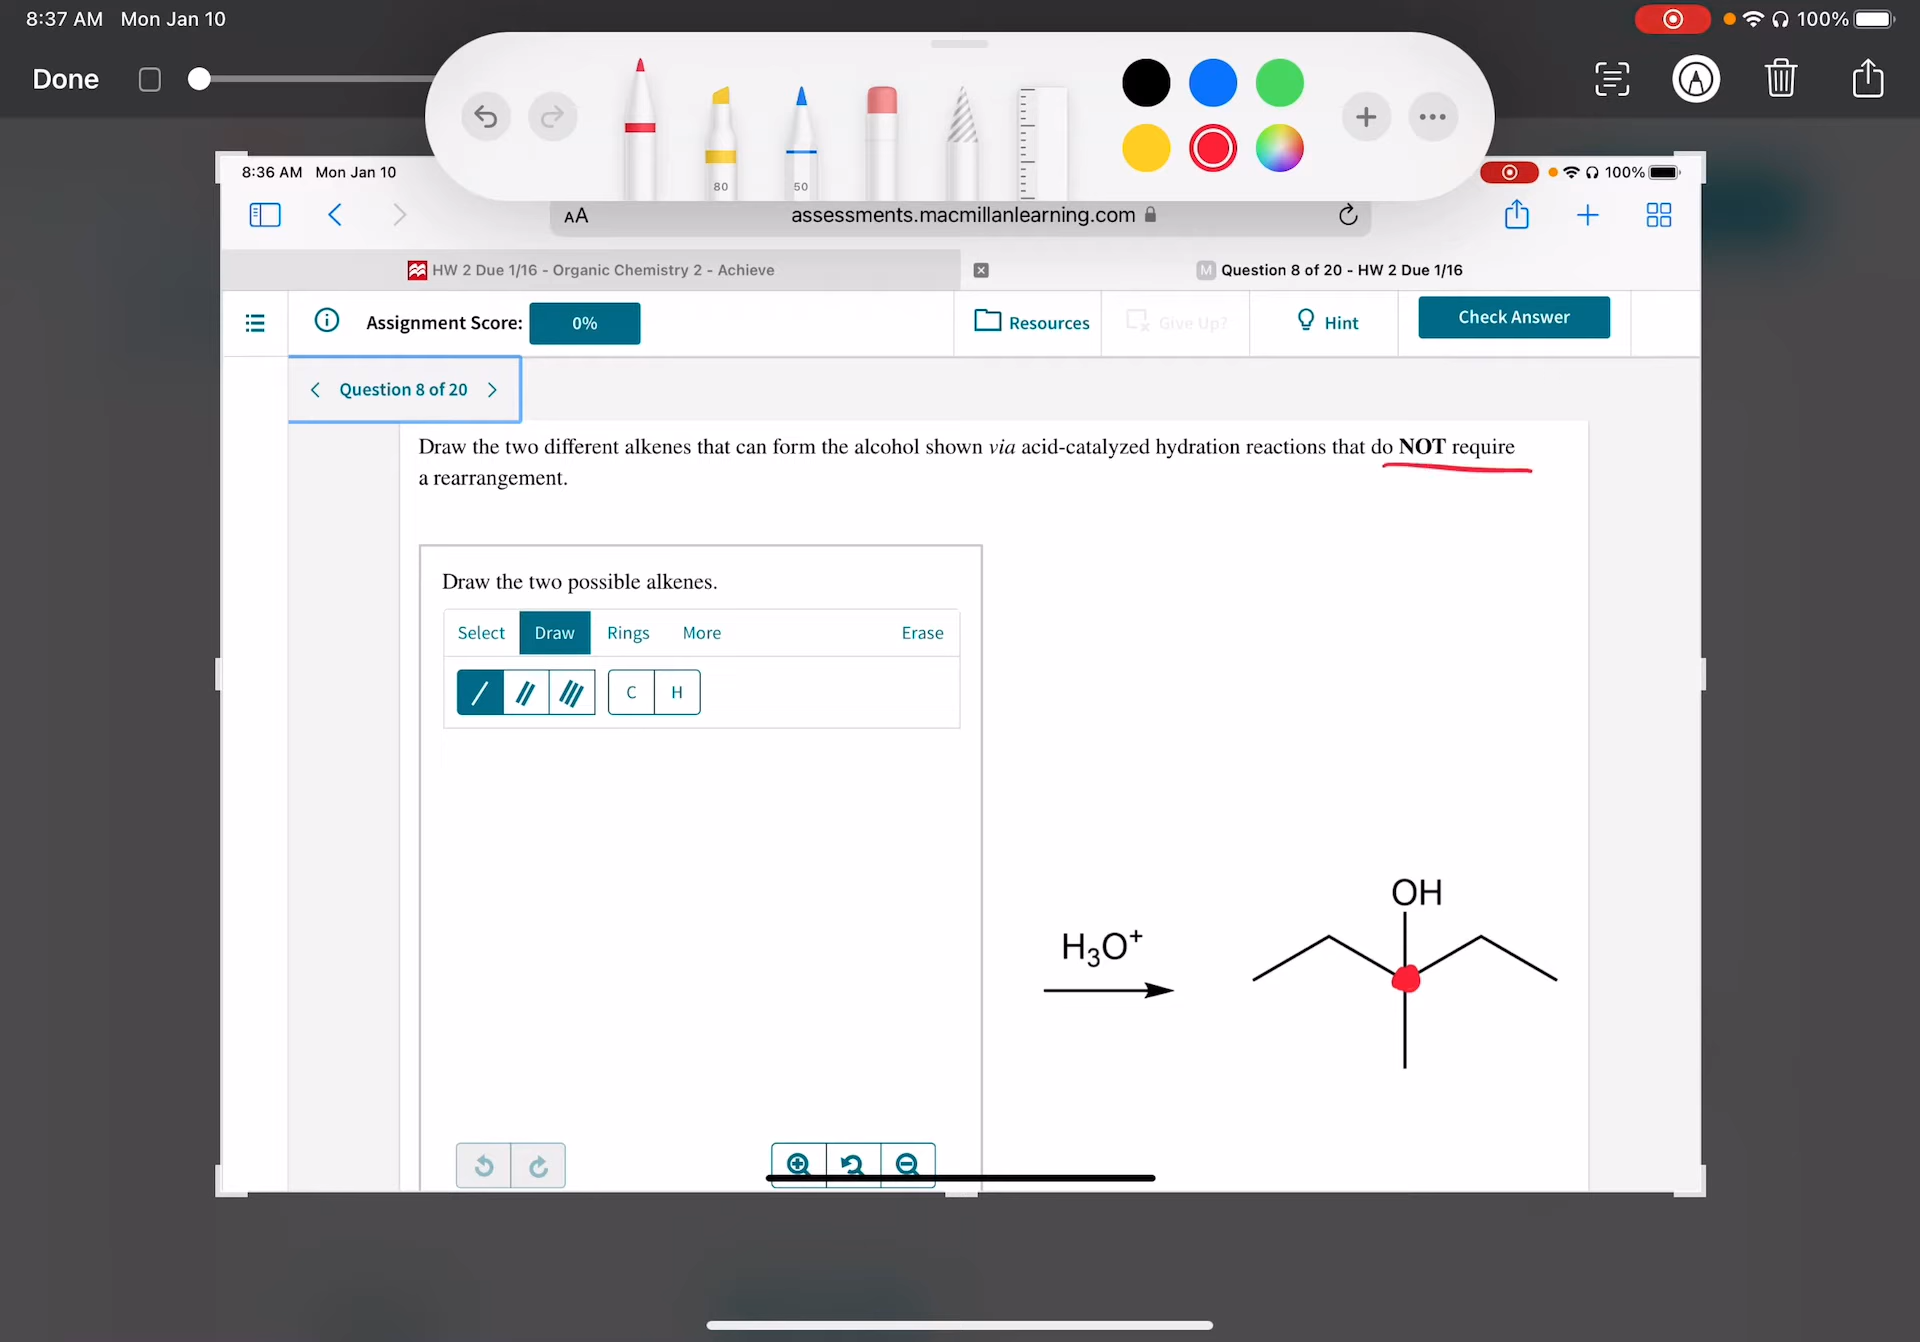 8:37 AM Mon Jan 10
100%
Done
80
50
8:36 AM Mon Jan 10
100%
AA
assessments.macmillanlearning.com
HW 2 Due 1/16 - Organic Chemistry 2 - Achieve
M Question 8 of 20 - HW 2 Due 1/16
Assignment Score: 0%
Resources
Give Up?
Hint
Check Answer
Question 8 of 20
Draw the two different alkenes that can form the alcohol shown via acid-catalyzed hydration reactions that do NOT require
a rearrangement.
Draw the two possible alkenes.
Select Draw Rings More Erase
C H
OH
H₃O⁺